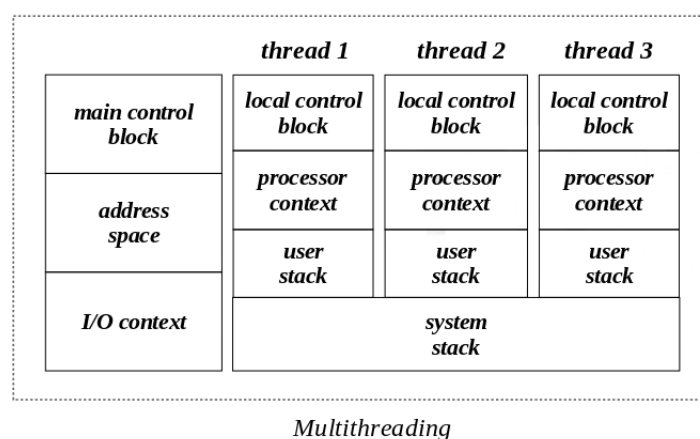 thread 1
thread 2
thread 3
main control
block
address
space
I/O context
local control
block
processor
context
user
stack
local control
block
processor
context
user
stack
local control
block
processor
context
user
stack
system
stack
Multithreading